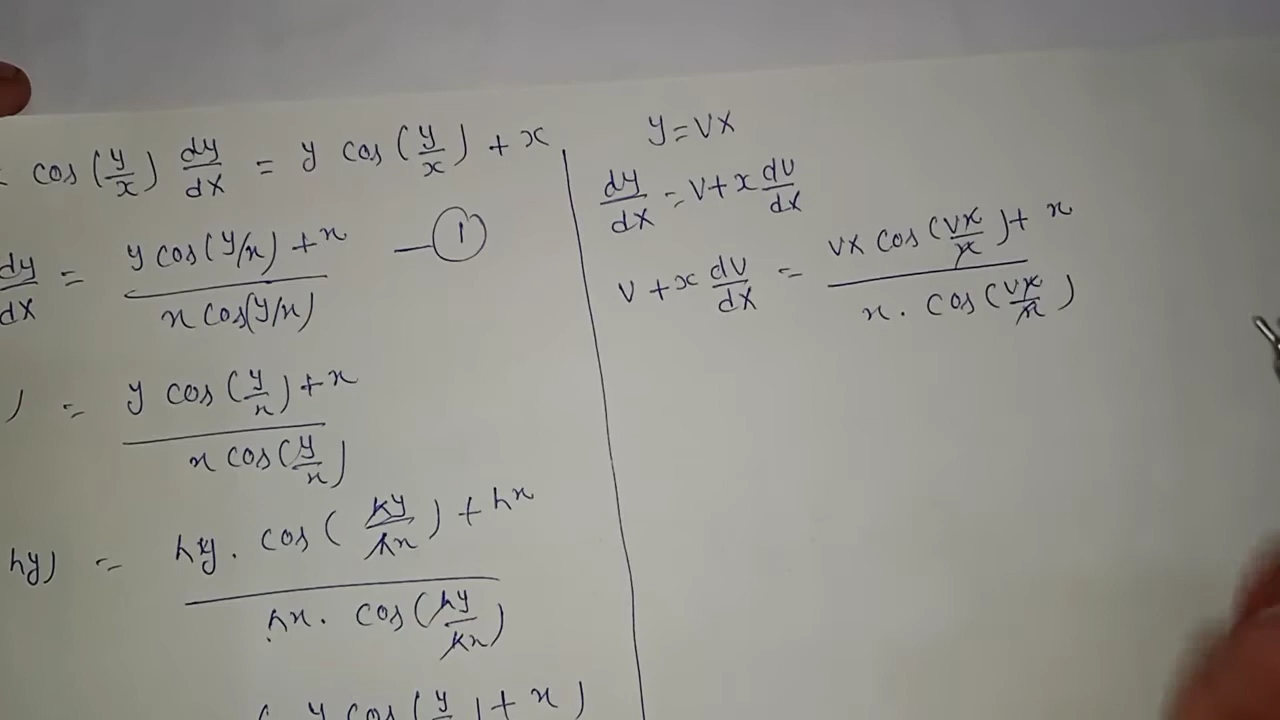 cos(y/x) dy/dx = y cos(y/x) + x
dy/dx = y cos(y/x) + x / x cos(y/x) — ①
) = y cos(y/x) + x / x cos(y/x)
hy) = hy. cos(hy/hx) + hx / hx. cos(hy/hx)
y cos(y + x)
y = vx
dy/dx = v + x dv/dx
v + x dv/dx = vx cos(vx/x) + x / x. cos(vx/x)